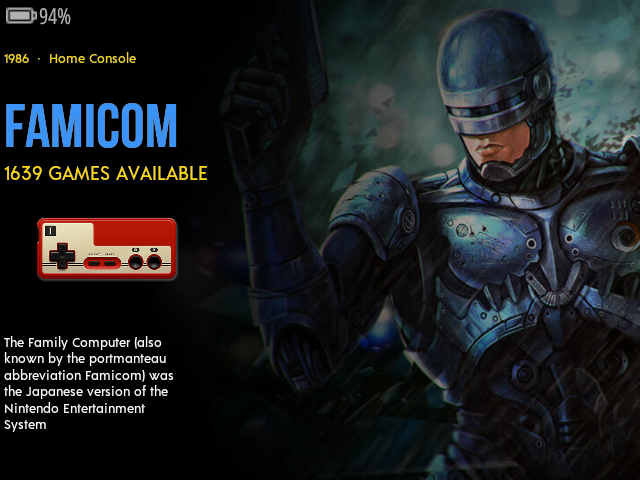 94%
1986 · Home Console
FAMICOM
1639 GAMES AVAILABLE
I
The Family Computer (also
known by the portmanteau
abbreviation Famicom) was
the Japanese version of the
Nintendo Entertainment
System